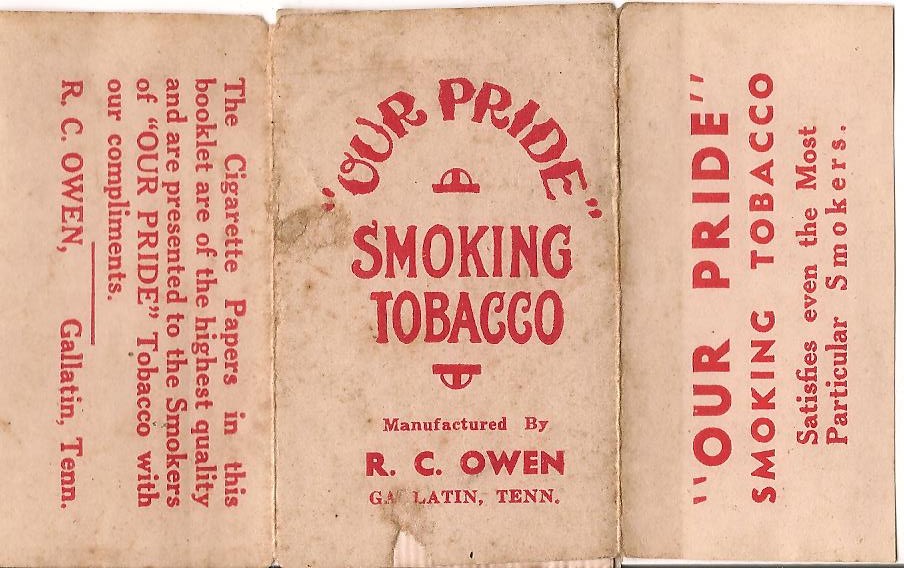 The Cigarette Papers in this
booklet are of the highest quality
and are presented to the Smokers
of "OUR PRIDE" Tobacco with
our compliments.
R. C. OWEN, Gallatin, Tenn.
"OUR PRIDE"
SMOKING
TOBACCO
Manufactured By
R. C. OWEN
GALLATIN, TENN.
"OUR PRIDE"
SMOKING TOBACCO
Satisfies even the Most
Particular Smokers.